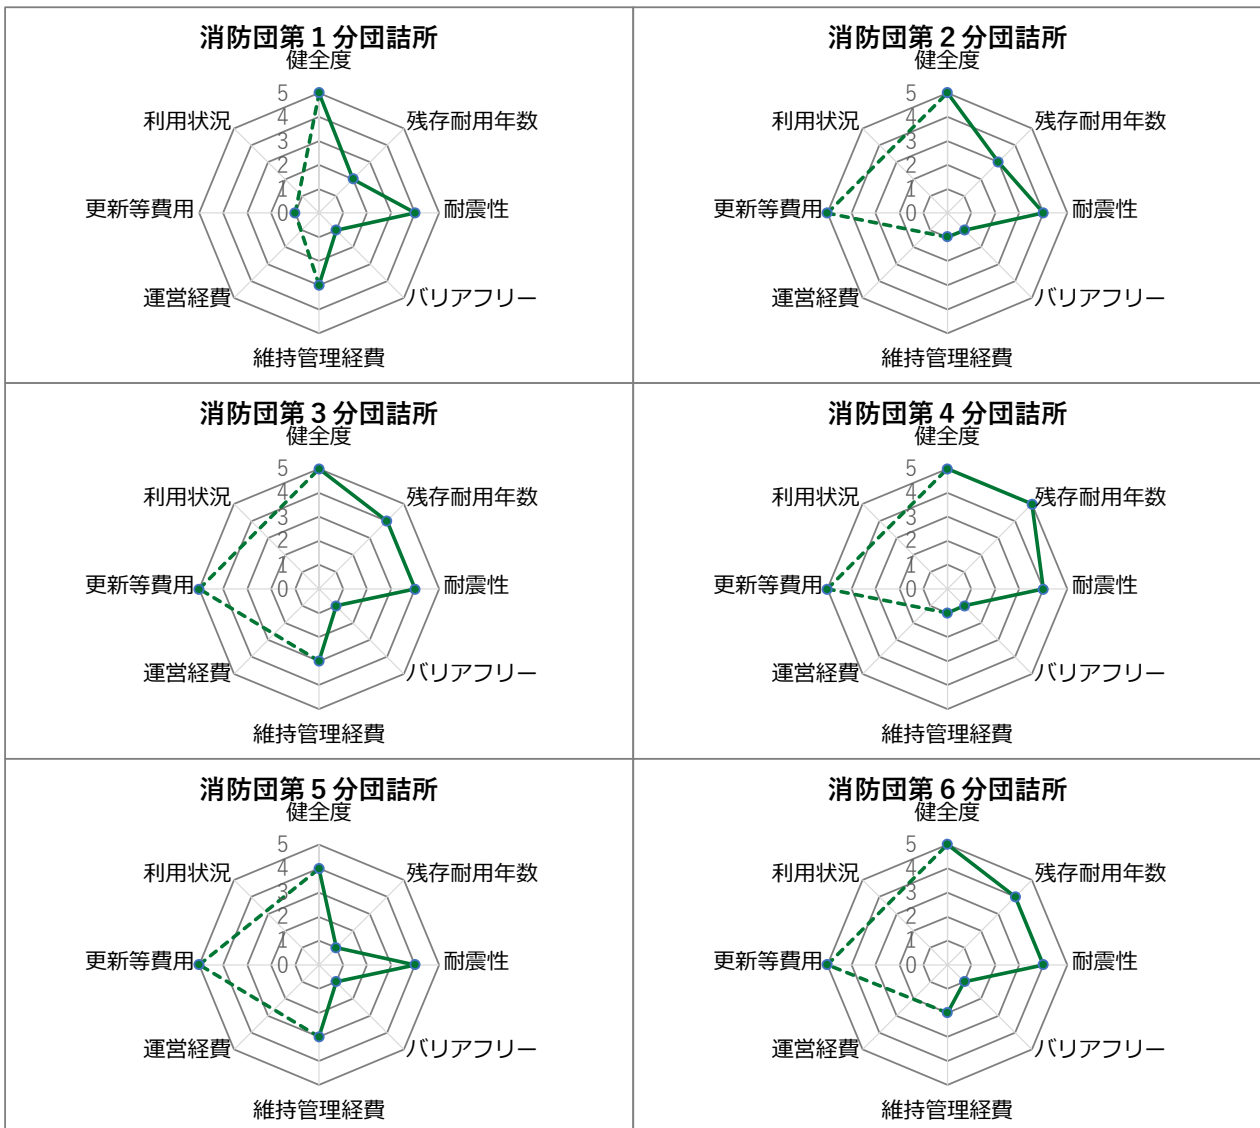 消防団第１分団詰所
健全度
残存耐用年数
耐震性
バリアフリー
維持管理経費
運営経費
更新等費用
利用状況
5
4
3
2
1
0
消防団第２分団詰所
健全度
残存耐用年数
耐震性
バリアフリー
維持管理経費
運営経費
更新等費用
利用状況
5
4
3
2
1
0
消防団第３分団詰所
健全度
残存耐用年数
耐震性
バリアフリー
維持管理経費
運営経費
更新等費用
利用状況
5
4
3
2
1
0
消防団第４分団詰所
健全度
残存耐用年数
耐震性
バリアフリー
維持管理経費
運営経費
更新等費用
利用状況
5
4
3
2
1
0
消防団第５分団詰所
健全度
残存耐用年数
耐震性
バリアフリー
維持管理経費
運営経費
更新等費用
利用状況
5
4
3
2
1
0
消防団第６分団詰所
健全度
残存耐用年数
耐震性
バリアフリー
維持管理経費
運営経費
更新等費用
利用状況
5
4
3
2
1
0